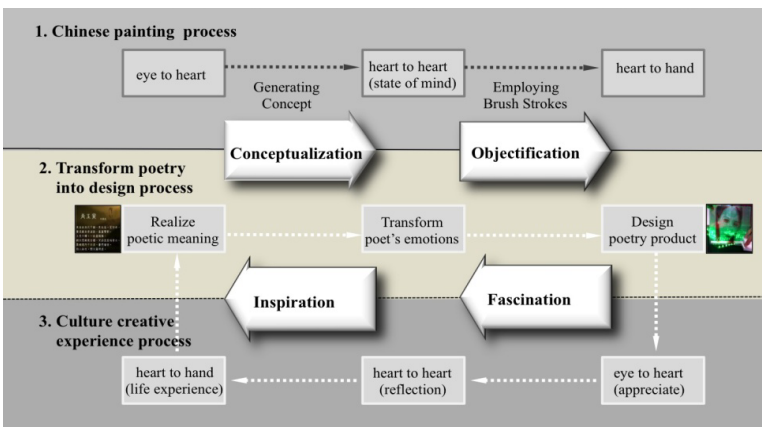 1. Chinese painting process
eye to heart
heart to heart
(state of mind)
heart to hand
Generating
Concept
Employing
Brush Strokes
Conceptualization
Objectification
2. Transform poetry
into design process
Realize
poetic meaning
Transform
poet's emotions
Design
poetry product
Inspiration
Fascination
3. Culture creative
experience process
heart to hand
(life experience)
heart to heart
(reflection)
eye to heart
(appreciate)